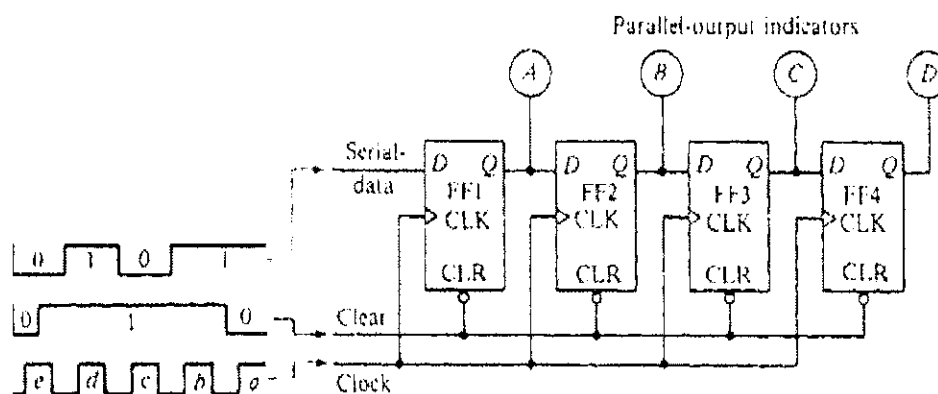 Parallel-output indicators
A B C D
Serial-
data
D Q D Q D Q D Q
FF1 FF2 FF3 FF4
CLK CLK CLK CLK
0 1 0 1
CLR CLR CLR CLR
0 1 0 Clear
e d c b a Clock